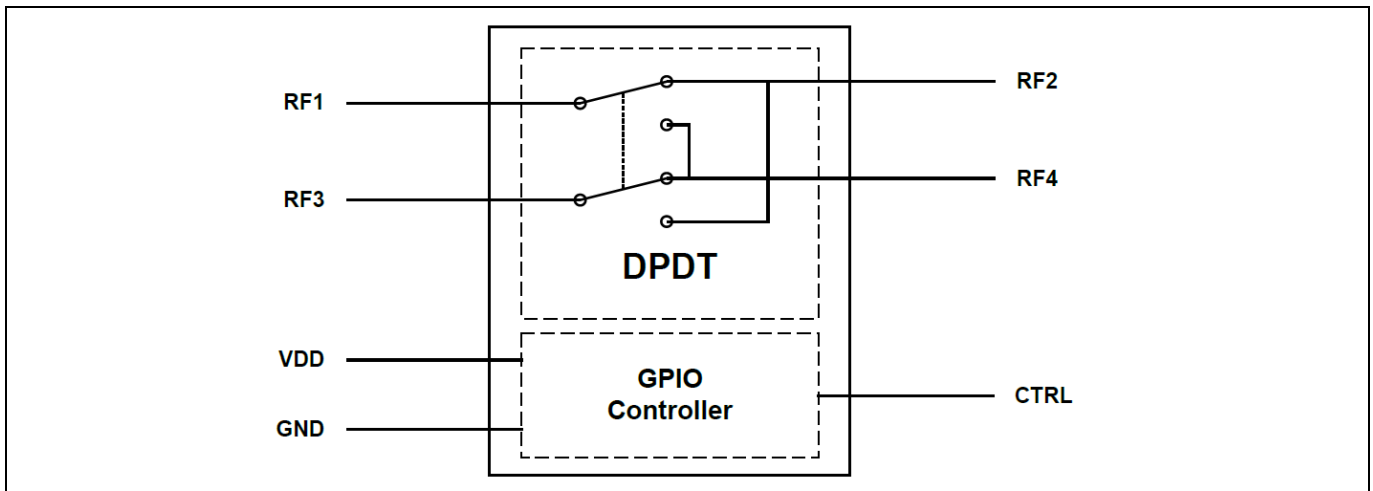 RF1
RF2
RF3
RF4
DPDT
VDD
GPIO
Controller
CTRL
GND